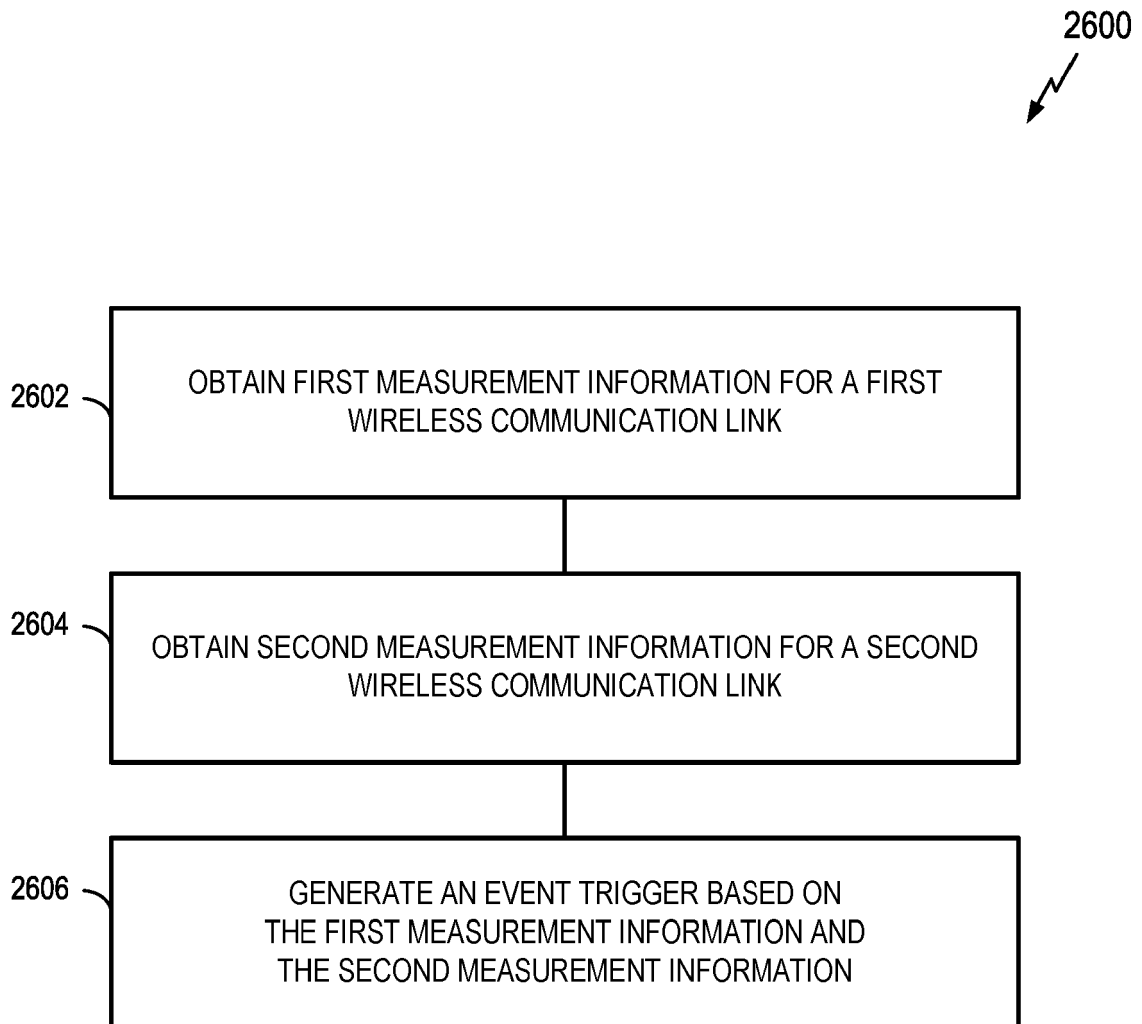 2600
2602
OBTAIN FIRST MEASUREMENT INFORMATION FOR A FIRST
WIRELESS COMMUNICATION LINK
2604
OBTAIN SECOND MEASUREMENT INFORMATION FOR A SECOND
WIRELESS COMMUNICATION LINK
2606
GENERATE AN EVENT TRIGGER BASED ON
THE FIRST MEASUREMENT INFORMATION AND
THE SECOND MEASUREMENT INFORMATION